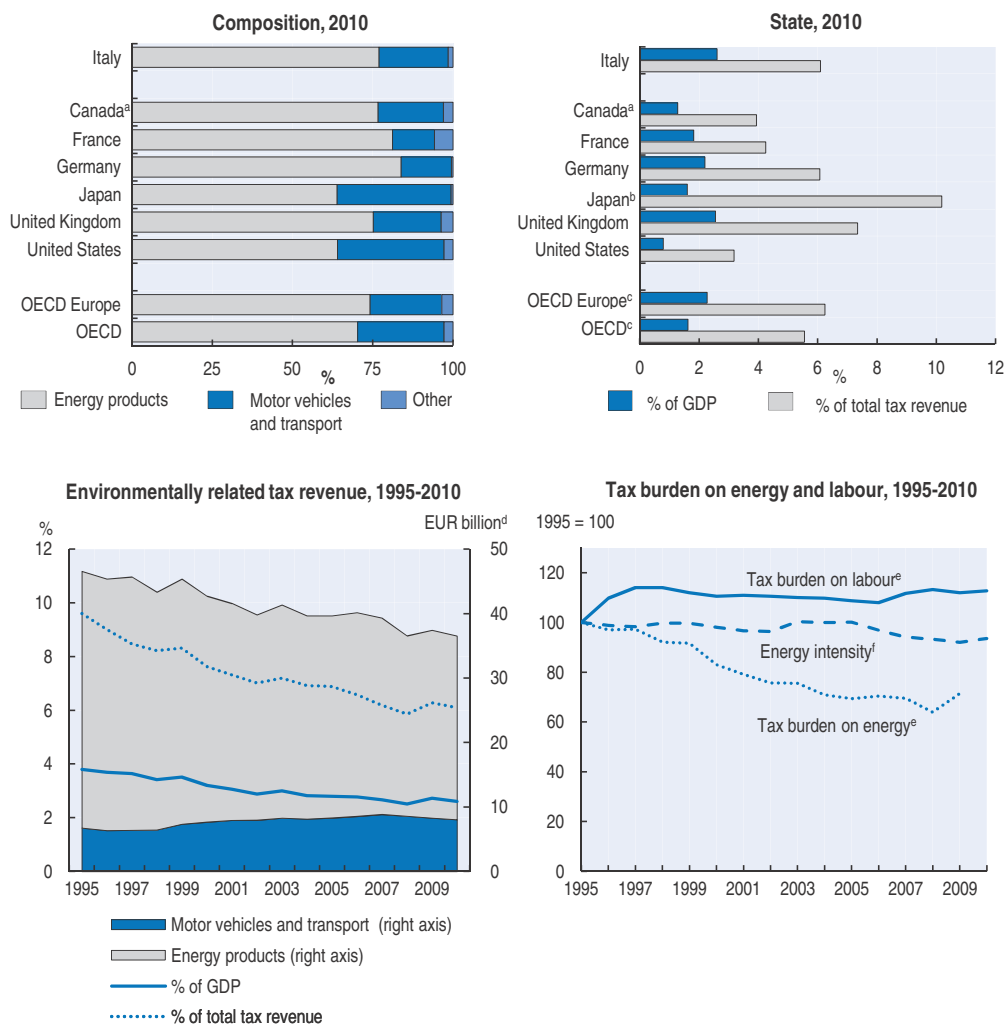 Composition, 2010
Italy
Canadaᵃ
France
Germany
Japan
United Kingdom
United States
OECD Europe
OECD
0 25 50 75 100
%
Energy products
Motor vehicles
and transport
Other
State, 2010
Italy
Canadaᵃ
France
Germany
Japanᵇ
United Kingdom
United States
OECD Europeᶜ
OECDᶜ
0 2 4 6 8 10 12
%
% of GDP
% of total tax revenue
Environmentally related tax revenue, 1995-2010
%
EUR billionᵈ
12
10
8
6
4
2
0
50
40
30
20
10
0
1995 1997 1999 2001 2003 2005 2007 2009
Motor vehicles and transport (right axis)
Energy products (right axis)
% of GDP
% of total tax revenue
Tax burden on energy and labour, 1995-2010
1995 = 100
120
100
80
60
40
20
0
Tax burden on labourᵉ
Energy intensityᶠ
Tax burden on energyᵉ
1995 1997 1999 2001 2003 2005 2007 2009